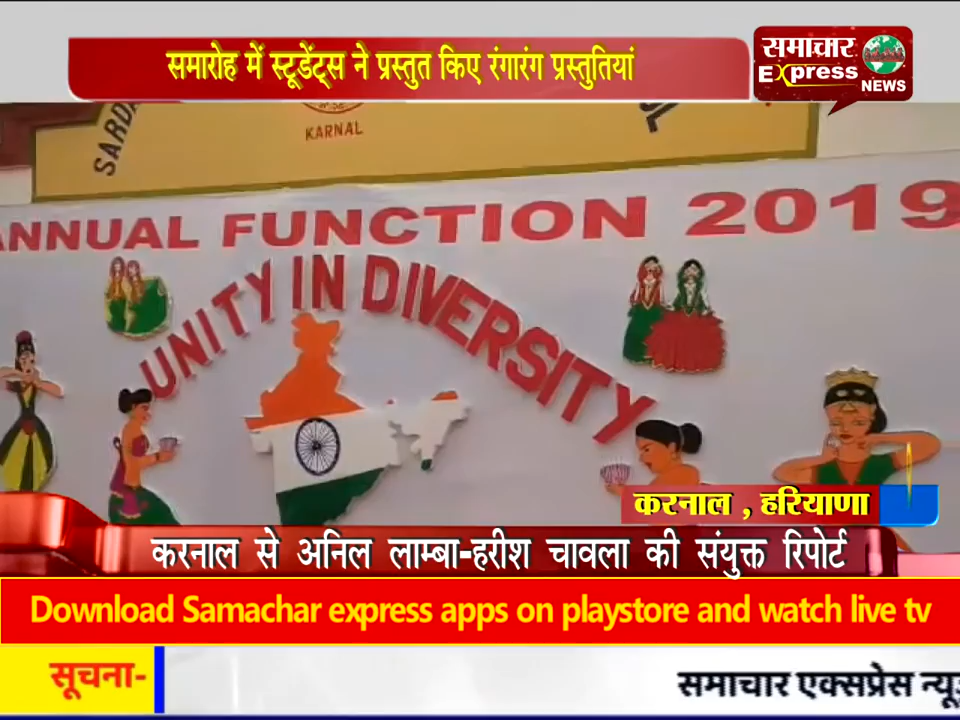 समारोह में स्टूडेंट्स ने प्रस्तुत किए रंगारंग प्रस्तुतियां
समाचार
Express
NEWS
KARNAL
ANNUAL FUNCTION 2019
UNITY IN DIVERSITY
करनाल , हरियाणा
करनाल से अनिल लाम्बा-हरीश चावला की संयुक्त रिपोर्ट
Download Samachar express apps on playstore and watch live tv
सूचना-
समाचार एक्सप्रेस